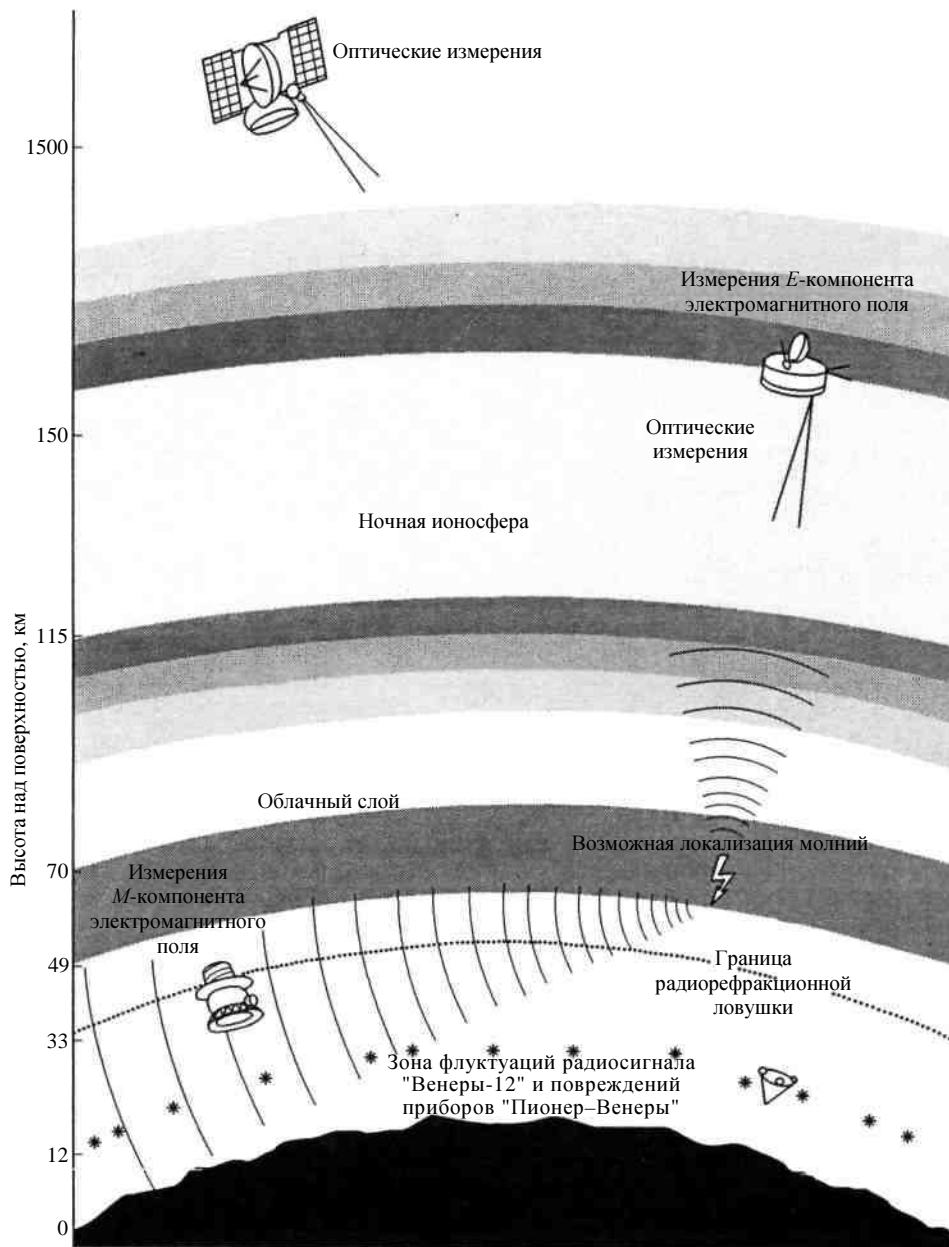 Оптические измерения
1500
Измерения E-компонента
электромагнитного поля
150
Оптические
измерения
Ночная ионосфера
Высота над поверхностью, км
115
Облачный слой
Возможная локализация молний
70
Измерения
M-компонента
электромагнитного
поля
49
Граница
радиорефракционной
ловушки
33
Зона флуктуаций радиосигнала
"Венеры-12" и повреждений
приборов "Пионер–Венеры"
12
0